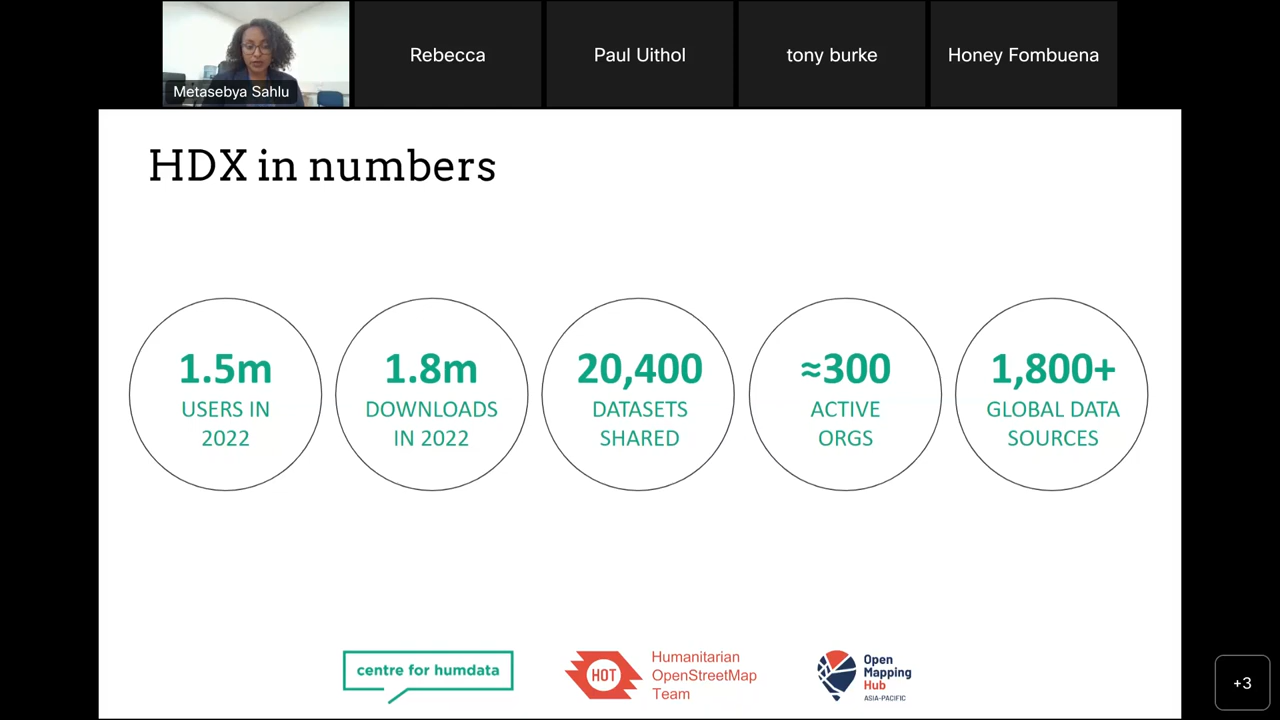 Metasebya Sahlu
Rebecca
Paul Uithol
tony burke
Honey Fombuena
HDX in numbers
1.5m
USERS IN
2022
1.8m
DOWNLOADS
IN 2022
20,400
DATASETS
SHARED
≈300
ACTIVE
ORGS
1,800+
GLOBAL DATA
SOURCES
centre for humdata
HOT
Humanitarian
OpenStreetMap
Team
Open
Mapping
Hub
ASIA-PACIFIC
+3